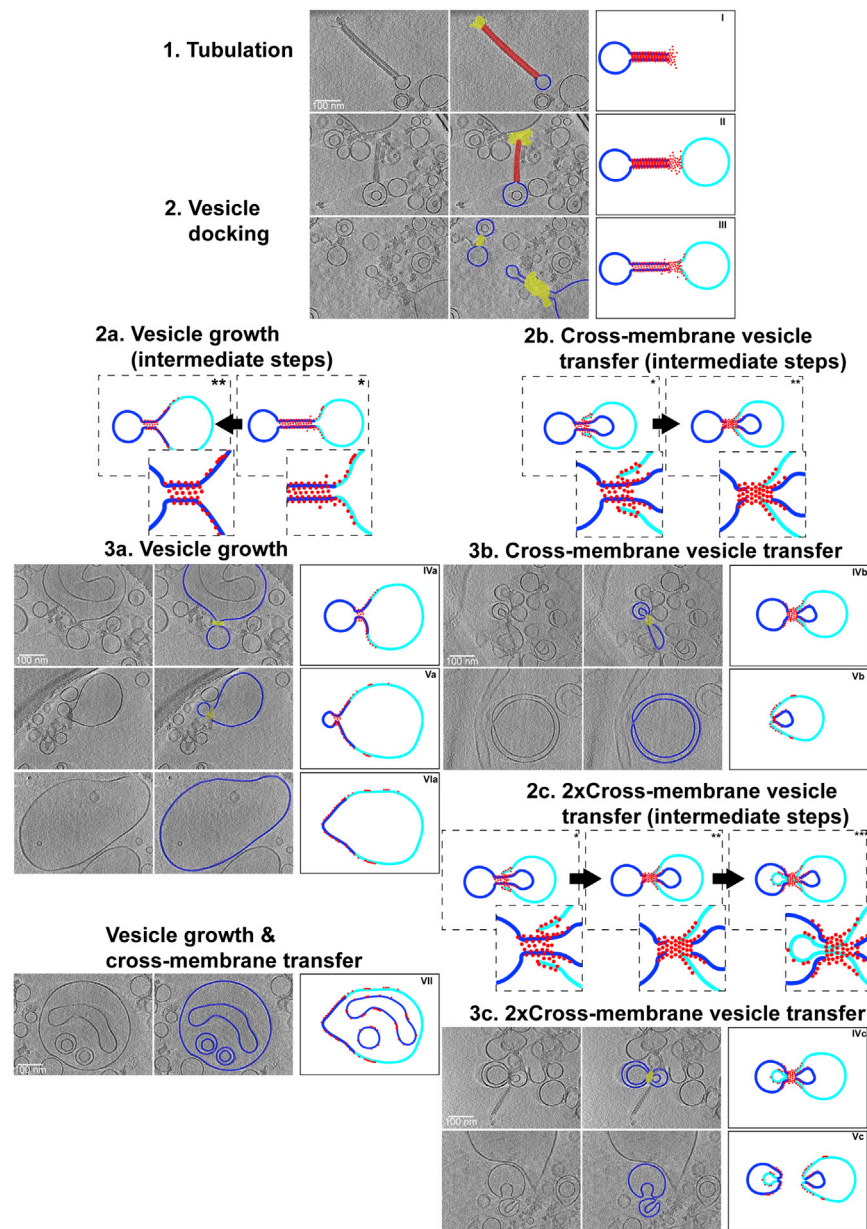 1. Tubulation
100 nm
I
II
2. Vesicle
docking
III
2a. Vesicle growth
(intermediate steps)
**
*
2b. Cross-membrane vesicle
transfer (intermediate steps)
*
**
3a. Vesicle growth
100 nm
IVa
Va
VIa
3b. Cross-membrane vesicle transfer
100 nm
IVb
Vb
2c. 2xCross-membrane vesicle
transfer (intermediate steps)
*
**
***
Vesicle growth &
cross-membrane transfer
100 nm
VII
3c. 2xCross-membrane vesicle transfer
100 nm
IVc
Vc